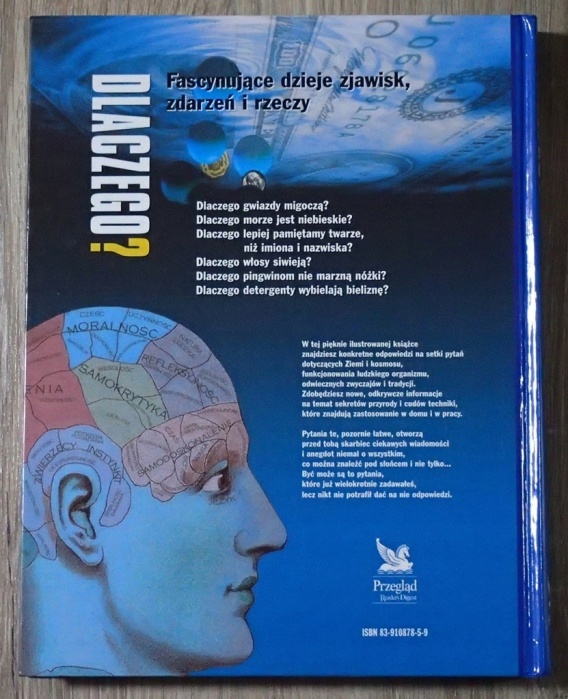 DLACZEGO?
Fascynujące dzieje zjawisk,
zdarzeń i rzeczy
Dlaczego gwiazdy migoczą?
Dlaczego morze jest niebieskie?
Dlaczego lepiej pamiętamy twarze,
niż imiona i nazwiska?
Dlaczego włosy siwieją?
Dlaczego pingwinom nie marzną nóżki?
Dlaczego detergenty wybielają bieliznę?
CZEŚĆ
UCZYNNOŚĆ
MORALNOŚĆ
REFLEKSYJNOŚĆ
SAMOKRYTYKA
ENIA
SAMODOSKONALENIE
ZWIERZĘCY INSTYNKT
W tej pięknie ilustrowanej książce
znajdziesz konkretne odpowiedzi na setki pytań
dotyczących Ziemi i kosmosu,
funkcjonowania ludzkiego organizmu,
odwiecznych zwyczajów i tradycji.
Zdobędziesz nowe, odkrywcze informacje
na temat sekretów przyrody i cudów techniki,
które znajdują zastosowanie w domu i w pracy.
Pytania te, pozornie łatwe, otworzą
przed tobą skarbiec ciekawych wiadomości
i anegdot niemal o wszystkim,
co można znaleźć pod słońcem i nie tylko...
Być może są to pytania,
które już wielokrotnie zadawałeś,
lecz nikt nie potrafił dać na nie odpowiedzi.
Przegląd
Reader's Digest
ISBN 83-910878-5-9